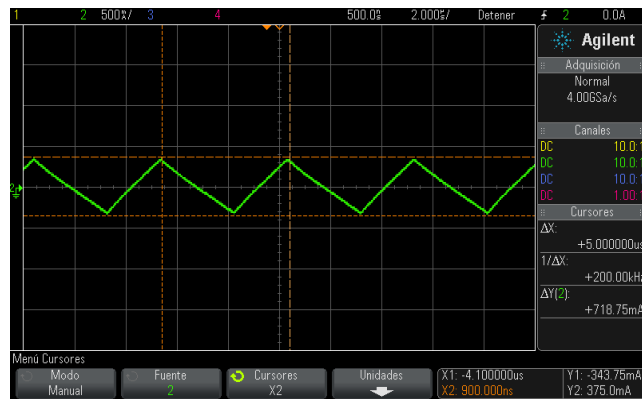 1 2 500㎃/ 3 4 500.0ns 2.000us/ Detener 2 0.0A
Agilent
Adquisición
Normal
4.00GSa/s
Canales
DC 10.0:1
DC 10.0:1
DC 10.0:1
DC 1.00:1
Cursores
ΔX:
+5.000000us
1/ΔX:
+200.00kHz
ΔY(2):
+718.75mA
2
Menú Cursores
Modo
Manual
Fuente
2
Cursores
X2
Unidades
X1: -4.100000us
X2: 900.000ns
Y1: -343.75mA
Y2: 375.0mA